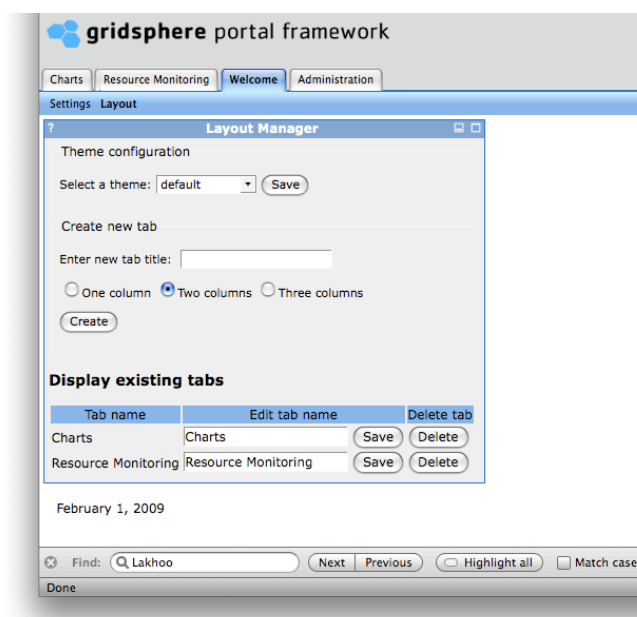 gridsphere portal framework
Charts Resource Monitoring Welcome Administration
Settings Layout
? Layout Manager
Theme configuration
Select a theme: default Save
Create new tab
Enter new tab title:
One column Two columns Three columns
Create
Display existing tabs
Tab name Edit tab name Delete tab
Charts Charts Save Delete
Resource Monitoring Resource Monitoring Save Delete
February 1, 2009
Find: Lakhoo Next Previous Highlight all Match case
Done